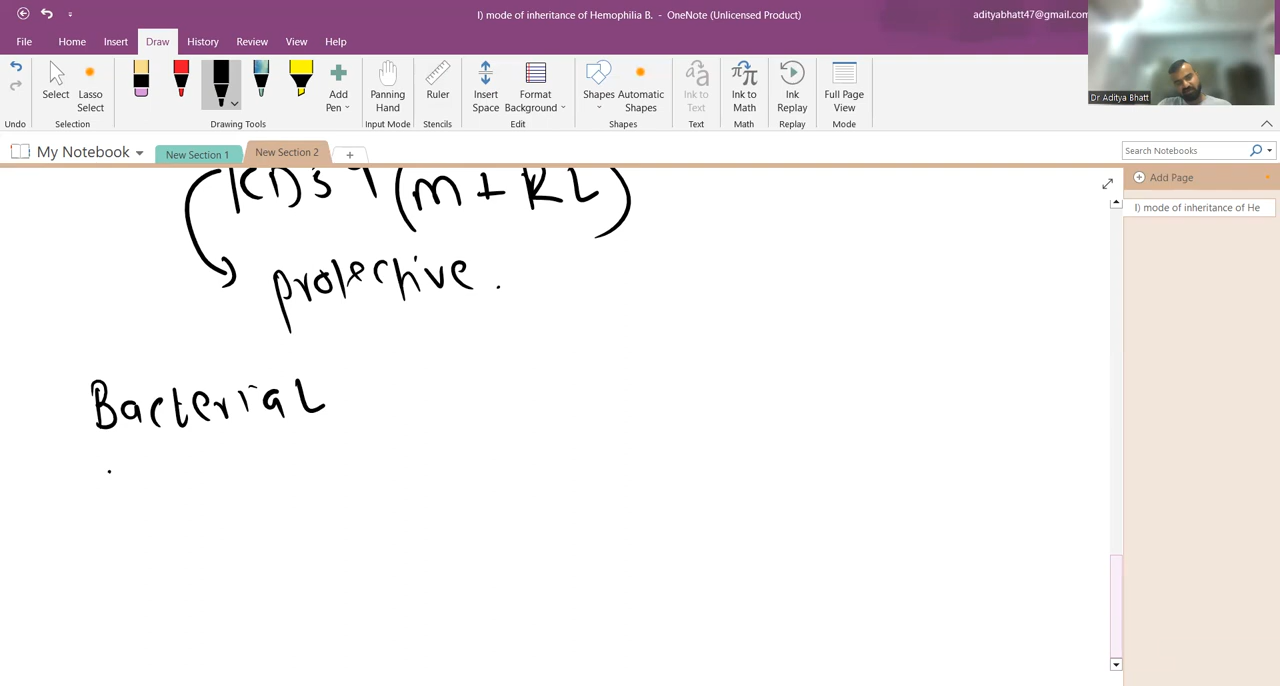 I) mode of inheritance of Hemophilia B. - OneNote (Unlicensed Product)
adityabhatt47@gmail.com
File Home Insert Draw History Review View Help
Undo
Select
Lasso Select
Selection
Drawing Tools
Add Pen
Panning Hand
Input Mode
Ruler
Stencils
Insert Space
Format Background
Edit
Shapes
Automatic Shapes
Shapes
Ink to Text
Text
Ink to Math
Math
Ink Replay
Replay
Full Page View
Mode
Dr Aditya Bhatt
My Notebook
New Section 1
New Section 2
Search Notebooks
Add Page
I) mode of inheritance of He
(m + RL)
protective.
Bacterial